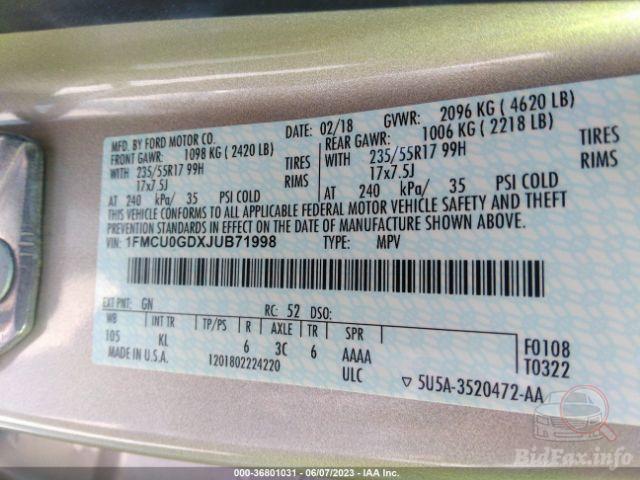 MFD. BY FORD MOTOR CO.
DATE: 02/18 GVWR: 2096 KG ( 4620 LB)
FRONT GAWR: 1098 KG ( 2420 LB)
REAR GAWR: 1006 KG ( 2218 LB)
WITH 235/55R17 99H TIRES
WITH 235/55R17 99H TIRES
17x7.5J RIMS
17x7.5J RIMS
AT 240 kPa/ 35 PSI COLD
AT 240 kPa/ 35 PSI COLD
THIS VEHICLE CONFORMS TO ALL APPLICABLE FEDERAL MOTOR VEHICLE SAFETY AND THEFT
PREVENTION STANDARDS IN EFFECT ON THE DATE OF MANUFACTURE SHOWN ABOVE.
VIN: 1FMCU0GDXJUB71998 TYPE: MPV
EXT PNT: GN RC: 52 DSO:
WB INT TR TP/PS R AXLE TR SPR
105 KL 6 3C 6 AAAA
F0108
T0322
MADE IN U.S.A. 1201802224220 ULC ▽ 5U5A-3520472-AA
000-36801031 - 06/07/2023 - IAA Inc.
BidFax.info